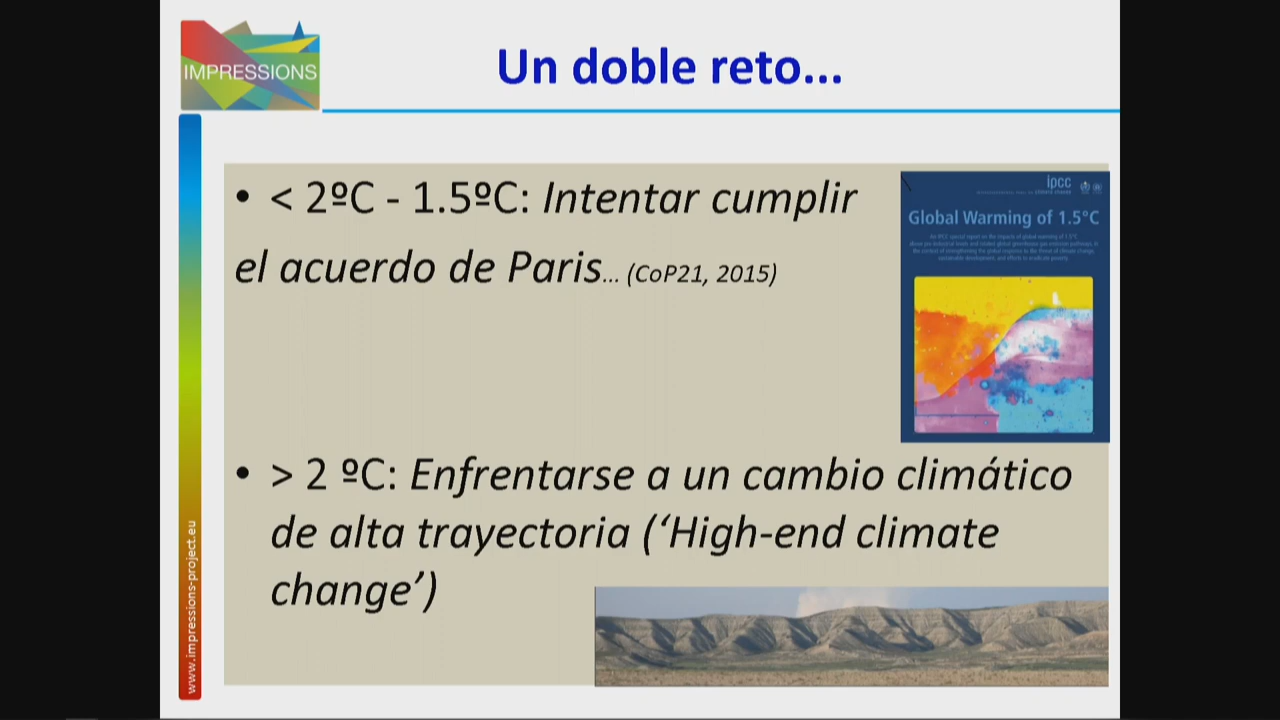 IMPRESSIONS
Un doble reto...
• < 2ºC - 1.5ºC: Intentar cumplir
el acuerdo de Paris... (CoP21, 2015)
ipcc
Global Warming of 1.5°C
• > 2 ºC: Enfrentarse a un cambio climático
de alta trayectoria (‘High-end climate
change’)
www.impressions-project.eu